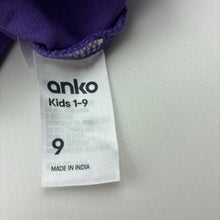 anko
Kids 1-9
9
MADE IN INDIA